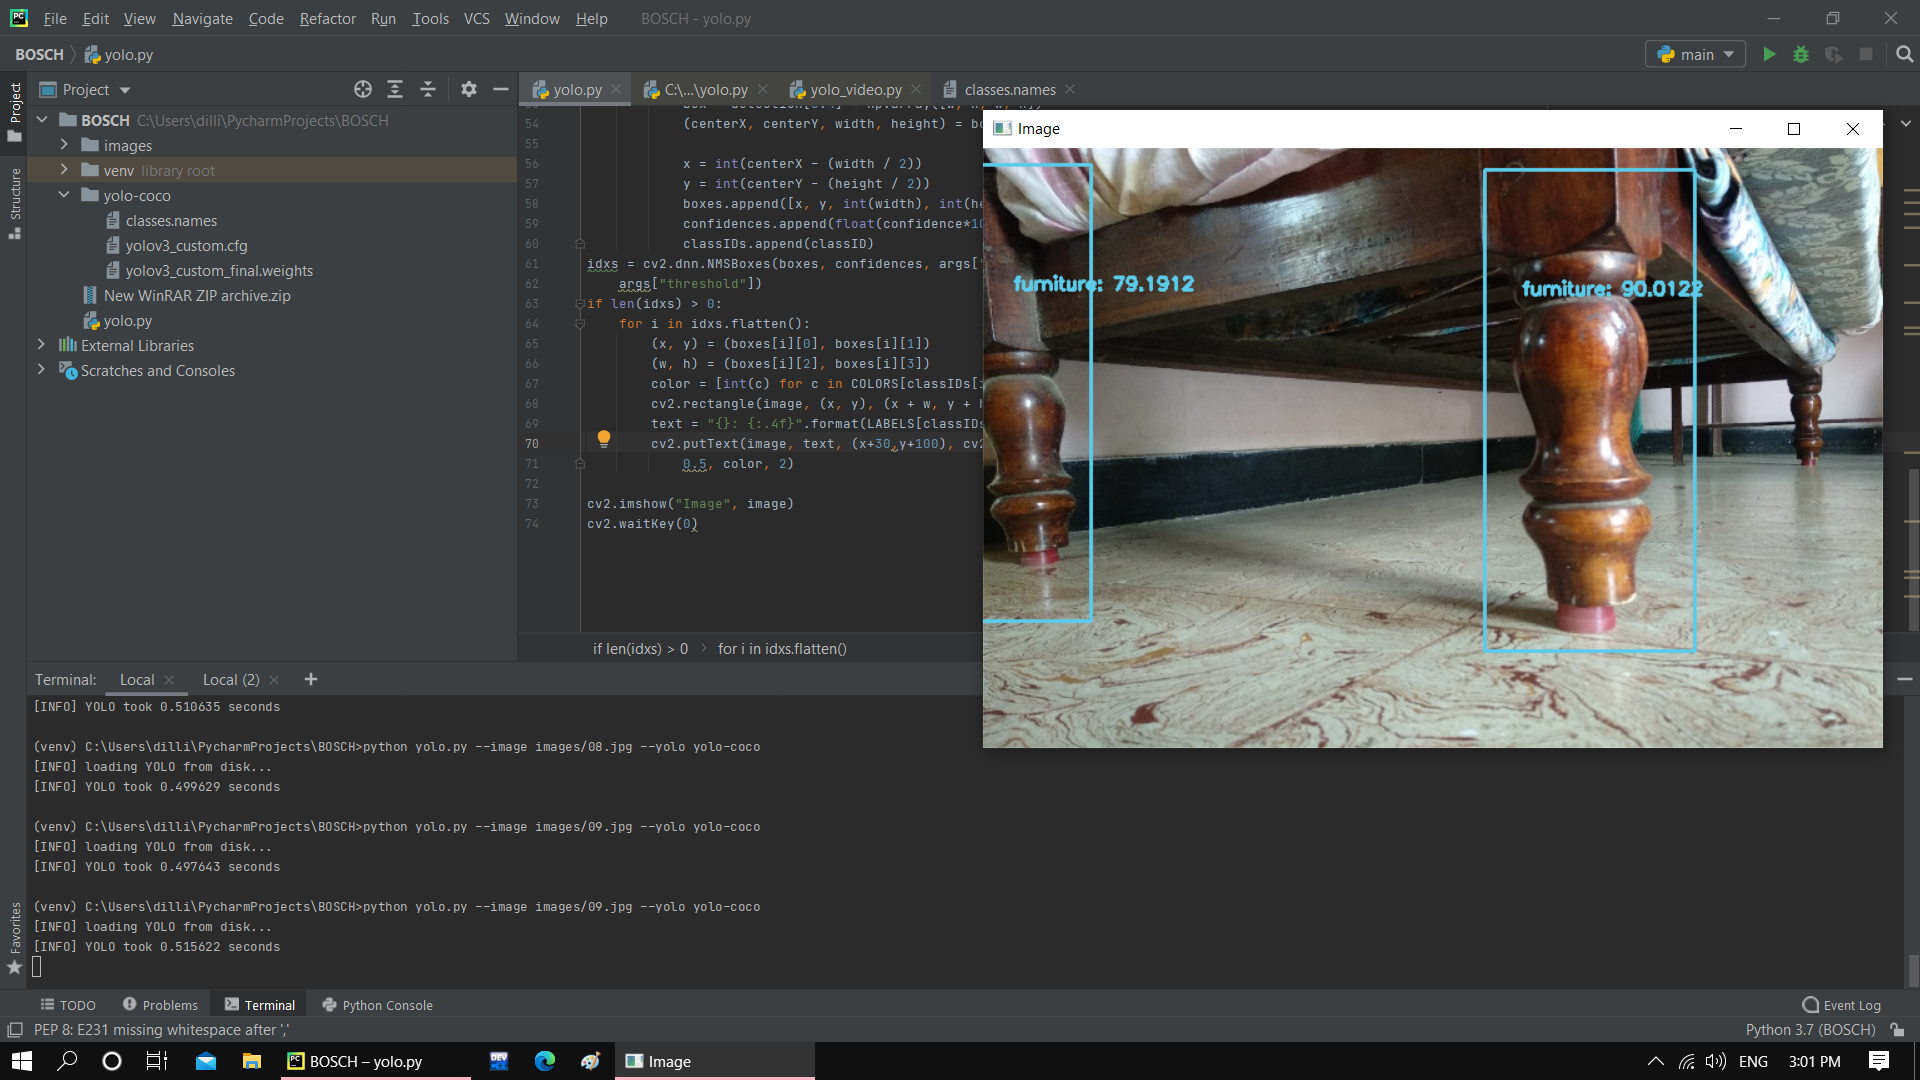 File Edit View Navigate Code Refactor Run Tools VCS Window Help BOSCH - yolo.py
BOSCH yolo.py
main
Project
Structure
Favorites
Project
BOSCH C:\Users\dilli\PycharmProjects\BOSCH
images
venv library root
yolo-coco
classes.names
yolov3_custom.cfg
yolov3_custom_final.weights
New WinRAR ZIP archive.zip
yolo.py
External Libraries
Scratches and Consoles
yolo.py C:\...\yolo.py yolo_video.py classes.names
54 (centerX, centerY, width, height) =
55
56 x = int(centerX - (width / 2))
57 y = int(centerY - (height / 2))
58 boxes.append([x, y, int(width),
59 confidences.append(float(confidence*
60 classIDs.append(classID)
61 idxs = cv2.dnn.NMSBoxes(boxes, confidences, args["
62 args["threshold"])
63 if len(idxs) > 0:
64 for i in idxs.flatten():
65 (x, y) = (boxes[i][0], boxes[i][1])
66 (w, h) = (boxes[i][2], boxes[i][3])
67 color = [int(c) for c in COLORS[classIDs[
68 cv2.rectangle(image, (x, y), (x + w, y +
69 text = "{}: {:.4f}".format(LABELS[classIDs
70 cv2.putText(image, text, (x+30,y+100),
71 0.5, color, 2)
72
73 cv2.imshow("Image", image)
74 cv2.waitKey(0)
if len(idxs) > 0 for i in idxs.flatten()
Image
furniture: 79.1912
furniture: 90.0122
Terminal: Local Local (2)
[INFO] YOLO took 0.510635 seconds
(venv) C:\Users\dilli\PycharmProjects\BOSCH>python yolo.py --image images/08.jpg --yolo yolo-coco
[INFO] loading YOLO from disk...
[INFO] YOLO took 0.499629 seconds
(venv) C:\Users\dilli\PycharmProjects\BOSCH>python yolo.py --image images/09.jpg --yolo yolo-coco
[INFO] loading YOLO from disk...
[INFO] YOLO took 0.497643 seconds
(venv) C:\Users\dilli\PycharmProjects\BOSCH>python yolo.py --image images/09.jpg --yolo yolo-coco
[INFO] loading YOLO from disk...
[INFO] YOLO took 0.515622 seconds
TODO Problems Terminal Python Console Event Log
PEP 8: E231 missing whitespace after ',' Python 3.7 (BOSCH)
BOSCH – yolo.py DEV Image ENG 3:01 PM